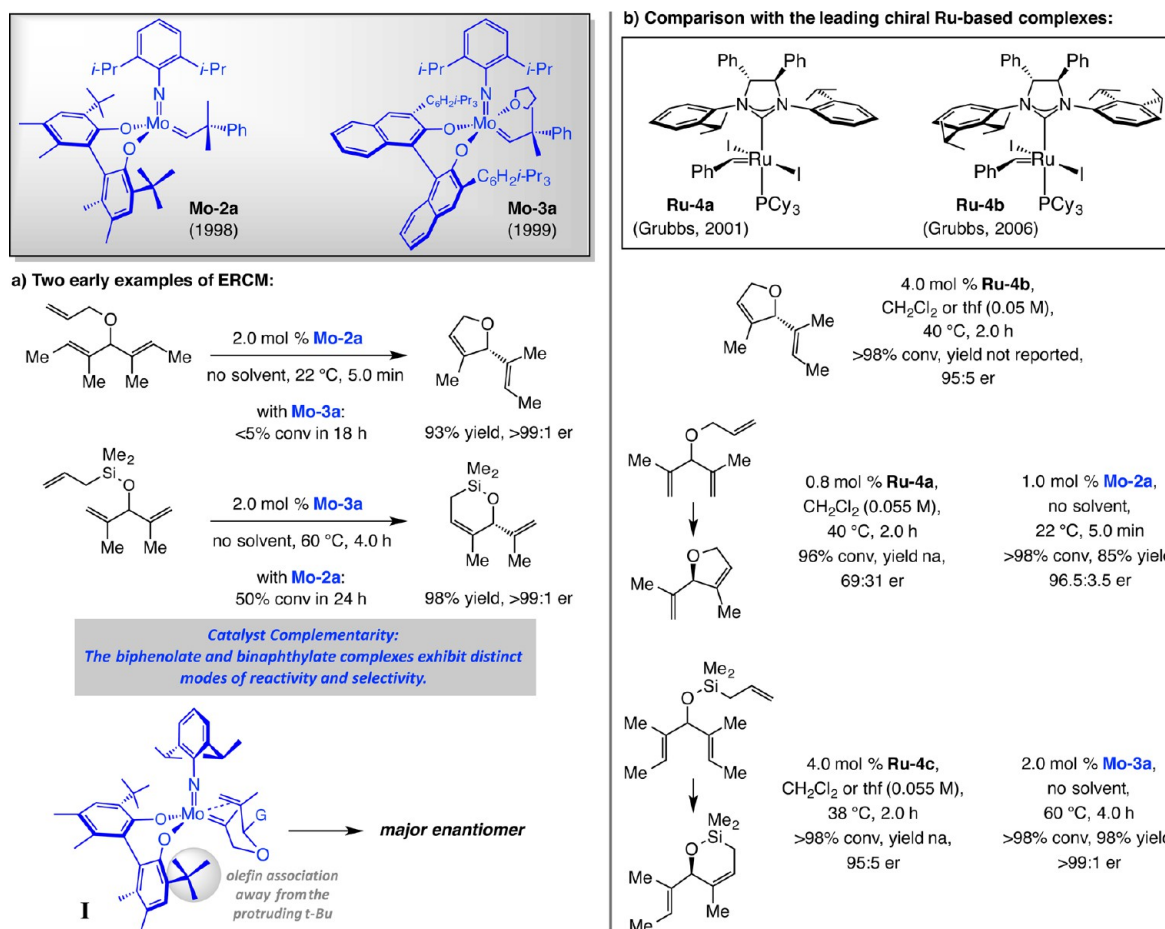 i-Pr
i-Pr
N
Mo
O
O
Ph
Mo-2a
(1998)
i-Pr
i-Pr
C6H2i-Pr3
N
O
O
Mo
O
Ph
C6H2i-Pr3
Mo-3a
(1999)
a) Two early examples of ERCM:
O
Me
Me
Me
Me
2.0 mol % Mo-2a
no solvent, 22 °C, 5.0 min
with Mo-3a:
<5% conv in 18 h
O
Me
Me
Me
93% yield, >99:1 er
Me2
Si
O
Me
Me
2.0 mol % Mo-3a
no solvent, 60 °C, 4.0 h
with Mo-2a:
50% conv in 24 h
Me2
Si
O
Me
Me
98% yield, >99:1 er
Catalyst Complementarity:
The biphenolate and binaphthylate complexes exhibit distinct
modes of reactivity and selectivity.
N
O
Mo
O
G
O
major enantiomer
olefin association
away from the
protruding t-Bu
I
b) Comparison with the leading chiral Ru-based complexes:
Ph
Ph
N
N
I
Ru
Ph
I
PCy3
Ru-4a
(Grubbs, 2001)
Ph
Ph
N
N
I
Ru
Ph
I
PCy3
Ru-4b
(Grubbs, 2006)
O
Me
Me
Me
4.0 mol % Ru-4b,
CH2Cl2 or thf (0.05 M),
40 °C, 2.0 h
>98% conv, yield not reported,
95:5 er
O
Me
Me
O
Me
Me
0.8 mol % Ru-4a,
CH2Cl2 (0.055 M),
40 °C, 2.0 h
96% conv, yield na,
69:31 er
1.0 mol % Mo-2a,
no solvent,
22 °C, 5.0 min
>98% conv, 85% yield
96.5:3.5 er
Me2
Si
O
Me
Me
Me
Me
Me2
Si
O
Me
Me
Me
4.0 mol % Ru-4c,
CH2Cl2 or thf (0.055 M),
38 °C, 2.0 h
>98% conv, yield na,
95:5 er
2.0 mol % Mo-3a,
no solvent,
60 °C, 4.0 h
>98% conv, 98% yield
>99:1 er